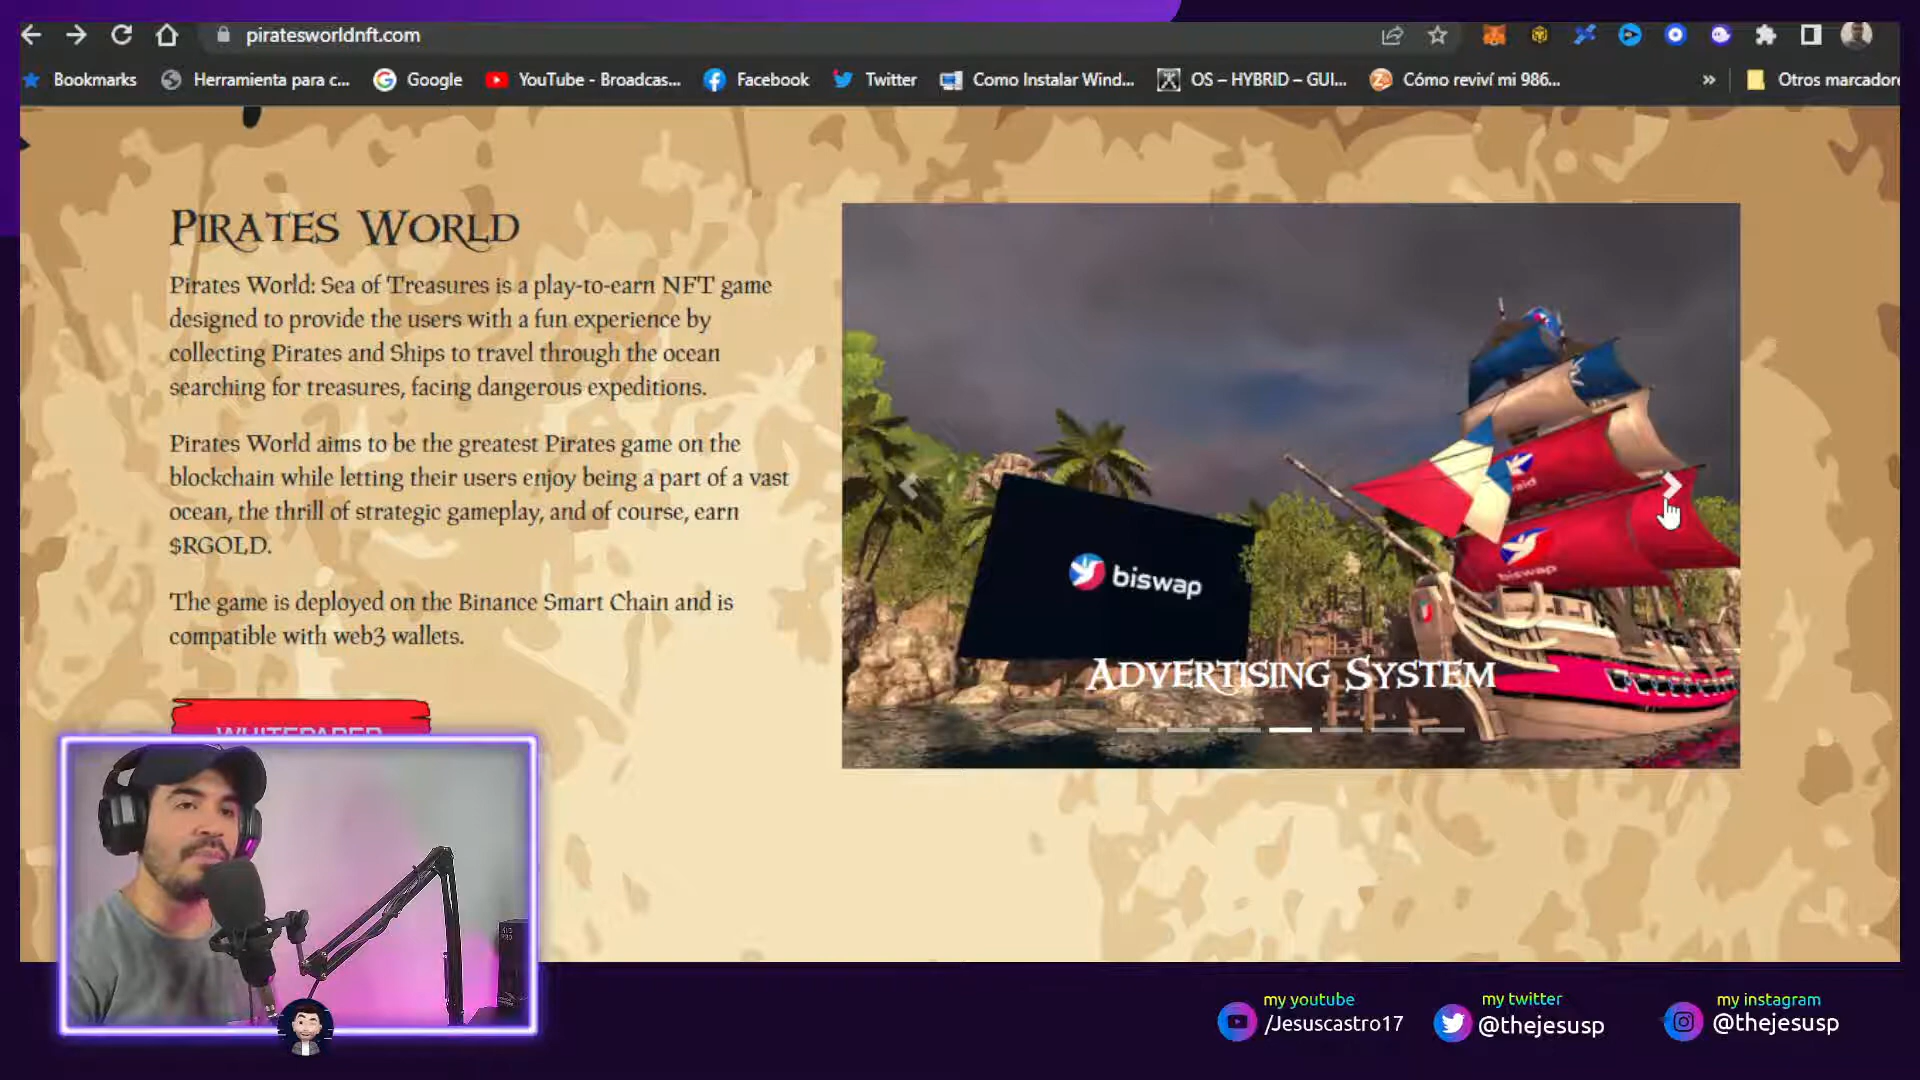 piratesworldnft.com
Bookmarks
Herramienta para c...
Google
YouTube - Broadcas...
Facebook
Twitter
Como Instalar Wind...
OS – HYBRID – GUI...
Cómo reviví mi 986...
»
Otros marcadore
PIRATES WORLD
Pirates World: Sea of Treasures is a play-to-earn NFT game
designed to provide the users with a fun experience by
collecting Pirates and Ships to travel through the ocean
searching for treasures, facing dangerous expeditions.
Pirates World aims to be the greatest Pirates game on the
blockchain while letting their users enjoy being a part of a vast
ocean, the thrill of strategic gameplay, and of course, earn
$RGOLD.
The game is deployed on the Binance Smart Chain and is
compatible with web3 wallets.
WHITEPAPER
biswap
biswap
ADVERTISING SYSTEM
my youtube
/Jesuscastro17
my twitter
@thejesusp
my instagram
@thejesusp